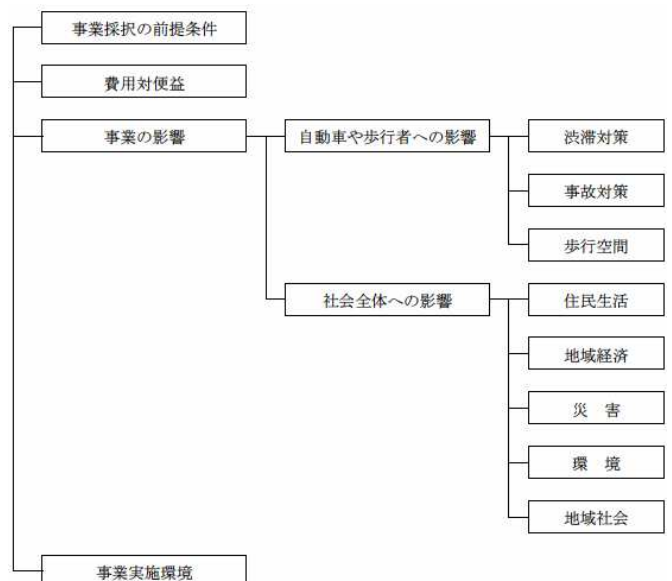 事業採択の前提条件
費用対便益
事業の影響
自動車や歩行者への影響
渋滞対策
事故対策
歩行空間
社会全体への影響
住民生活
地域経済
災　害
環　境
地域社会
事業実施環境